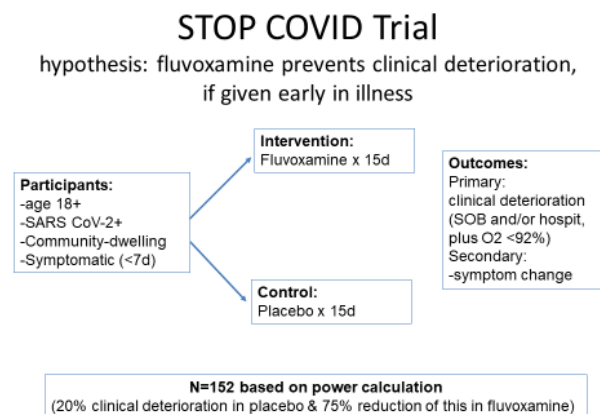 STOP COVID Trial
hypothesis: fluvoxamine prevents clinical deterioration,
if given early in illness
Participants:
-age 18+
-SARS CoV-2+
-Community-dwelling
-Symptomatic (<7d)
Intervention:
Fluvoxamine x 15d
Control:
Placebo x 15d
Outcomes:
Primary:
clinical deterioration
(SOB and/or hospit,
plus O2 <92%)
Secondary:
-symptom change
N=152 based on power calculation
(20% clinical deterioration in placebo & 75% reduction of this in fluvoxamine)